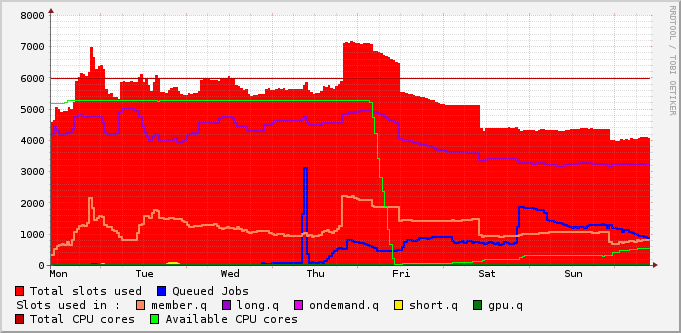 8000
7000
6000
5000
4000
3000
2000
1000
0
Mon Tue Wed Thu Fri Sat Sun
RRDTOOL / TOBI OETIKER
Total slots used Queued Jobs
Slots used in : member.q long.q ondemand.q short.q gpu.q
Total CPU cores Available CPU cores